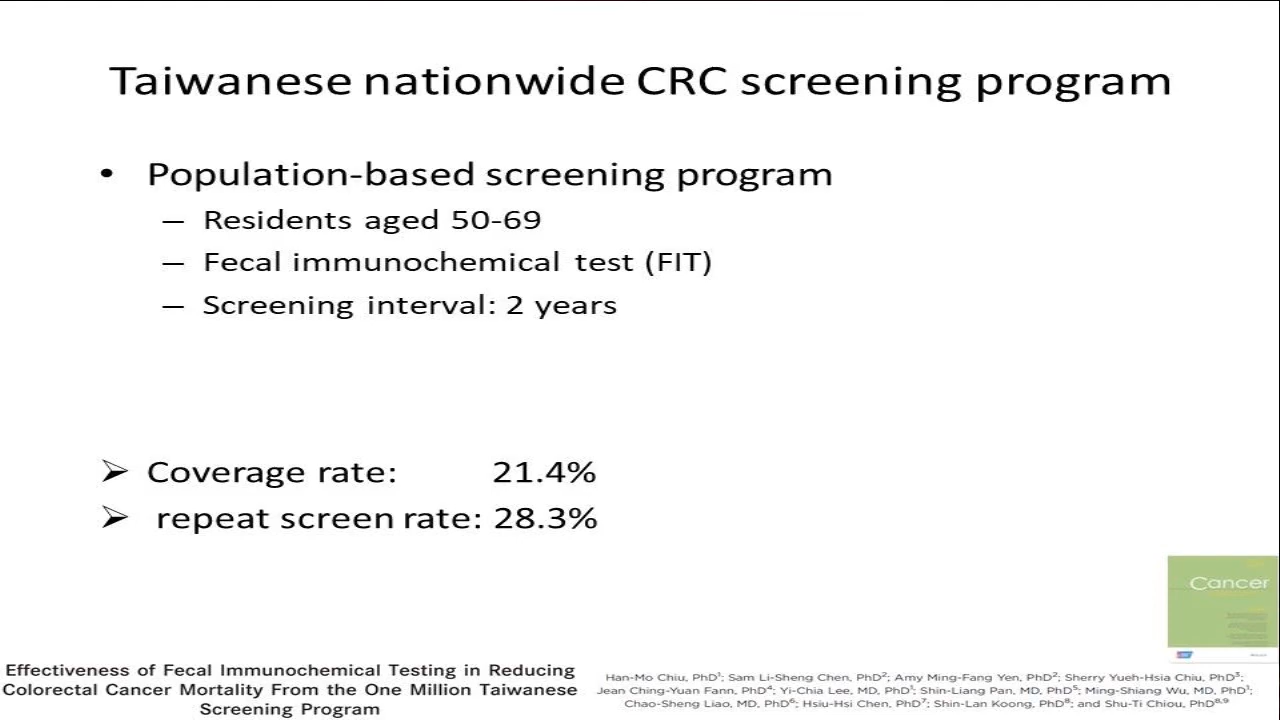 Taiwanese nationwide CRC screening program
• Population-based screening program
– Residents aged 50-69
– Fecal immunochemical test (FIT)
– Screening interval: 2 years
➢ Coverage rate: 21.4%
➢ repeat screen rate: 28.3%
Cancer
Effectiveness of Fecal Immunochemical Testing in Reducing
Colorectal Cancer Mortality From the One Million Taiwanese
Screening Program
Han-Mo Chiu, PhD¹; Sam Li-Sheng Chen, PhD²; Amy Ming-Fang Yen, PhD²; Sherry Yueh-Hsia Chiu, PhD³;
Jean Ching-Yuan Fann, PhD⁴; Yi-Chia Lee, MD, PhD¹; Shin-Liang Pan, MD, PhD⁵; Ming-Shiang Wu, MD, PhD¹;
Chao-Sheng Liao, MD, PhD⁶; Hsiu-Hsi Chen, PhD⁷; Shin-Lan Koong, PhD⁸; and Shu-Ti Chiou, PhD⁸,⁹